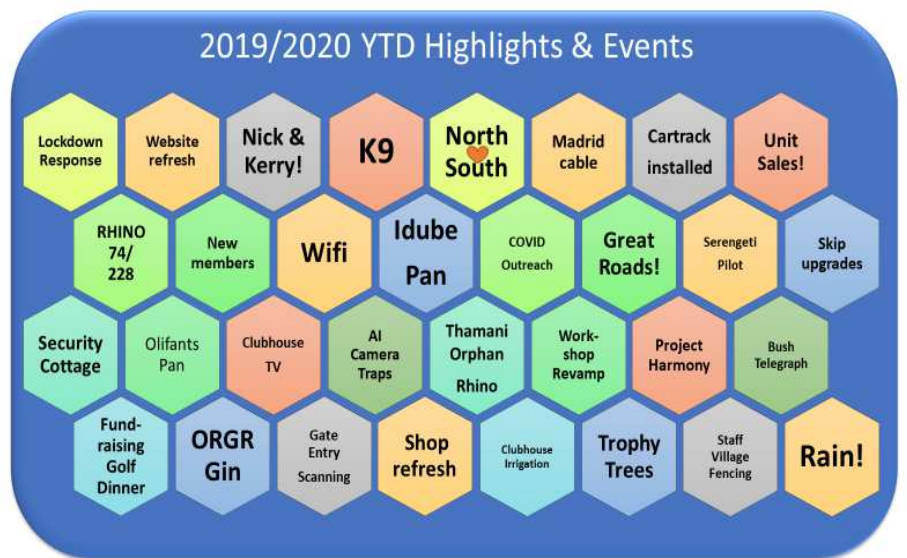 2019/2020 YTD Highlights & Events
Lockdown
Response
Website
refresh
Nick &
Kerry!
K9
North
South
Madrid
cable
Cartrack
installed
Unit
Sales!
RHINO
74/
228
New
members
Wifi
Idube
Pan
COVID
Outreach
Great
Roads!
Serengeti
Pilot
Skip
upgrades
Security
Cottage
Olifants
Pan
Clubhouse
TV
AI
Camera
Traps
Thamani
Orphan
Rhino
Work-
shop
Revamp
Project
Harmony
Bush
Telegraph
Fund-
raising
Golf
Dinner
ORGR
Gin
Gate
Entry
Scanning
Shop
refresh
Clubhouse
Irrigation
Trophy
Trees
Staff
Village
Fencing
Rain!